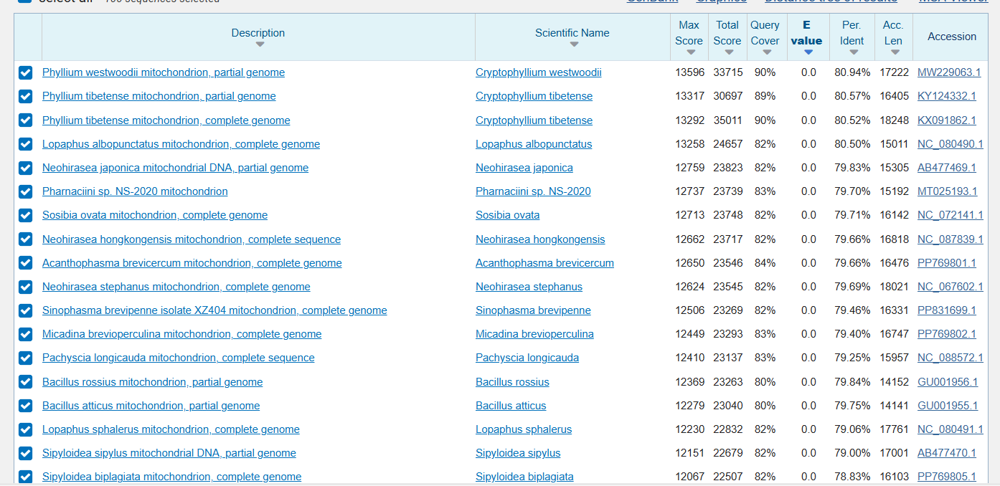 select all 100 sequences selected GenBank Graphics Distance tree of results MSA Viewer
Description Scientific Name Max Score Total Score Query Cover E value Per. Ident Acc. Len Accession
Phyllium westwoodii mitochondrion, partial genome Cryptophyllium westwoodii 13596 33715 90% 0.0 80.94% 17222 MW229063.1
Phyllium tibetense mitochondrion, partial genome Cryptophyllium tibetense 13317 30697 89% 0.0 80.57% 16405 KY124332.1
Phyllium tibetense mitochondrion, complete genome Cryptophyllium tibetense 13292 35011 90% 0.0 80.52% 18248 KX091862.1
Lopaphus albopunctatus mitochondrion, complete genome Lopaphus albopunctatus 13258 24657 82% 0.0 80.50% 15011 NC_080490.1
Neohirasea japonica mitochondrial DNA, partial genome Neohirasea japonica 12759 23823 82% 0.0 79.83% 15305 AB477469.1
Pharnaciini sp. NS-2020 mitochondrion Pharnaciini sp. NS-2020 12737 23739 83% 0.0 79.70% 15192 MT025193.1
Sosibia ovata mitochondrion, complete genome Sosibia ovata 12713 23748 82% 0.0 79.71% 16142 NC_072141.1
Neohirasea hongkongensis mitochondrion, complete sequence Neohirasea hongkongensis 12662 23717 82% 0.0 79.66% 16818 NC_087839.1
Acanthophasma brevicercum mitochondrion, complete genome Acanthophasma brevicercum 12650 23546 84% 0.0 79.66% 16476 PP769801.1
Neohirasea stephanus mitochondrion, complete genome Neohirasea stephanus 12624 23545 82% 0.0 79.69% 18021 NC_067602.1
Sinophasma brevipenne isolate XZ404 mitochondrion, complete genome Sinophasma brevipenne 12506 23269 82% 0.0 79.46% 16331 PP831699.1
Micadina brevioperculina mitochondrion, complete genome Micadina brevioperculina 12449 23293 83% 0.0 79.40% 16747 PP769802.1
Pachyscia longicauda mitochondrion, complete sequence Pachyscia longicauda 12410 23137 83% 0.0 79.25% 15957 NC_088572.1
Bacillus rossius mitochondrion, partial genome Bacillus rossius 12369 23263 80% 0.0 79.84% 14152 GU001956.1
Bacillus atticus mitochondrion, partial genome Bacillus atticus 12279 23040 80% 0.0 79.75% 14141 GU001955.1
Lopaphus sphalerus mitochondrion, complete genome Lopaphus sphalerus 12230 22832 82% 0.0 79.06% 17761 NC_080491.1
Sipyloidea sipylus mitochondrial DNA, partial genome Sipyloidea sipylus 12151 22679 82% 0.0 79.00% 17001 AB477470.1
Sipyloidea biplagiata mitochondrion, complete genome Sipyloidea biplagiata 12067 22507 82% 0.0 78.83% 16103 PP769805.1